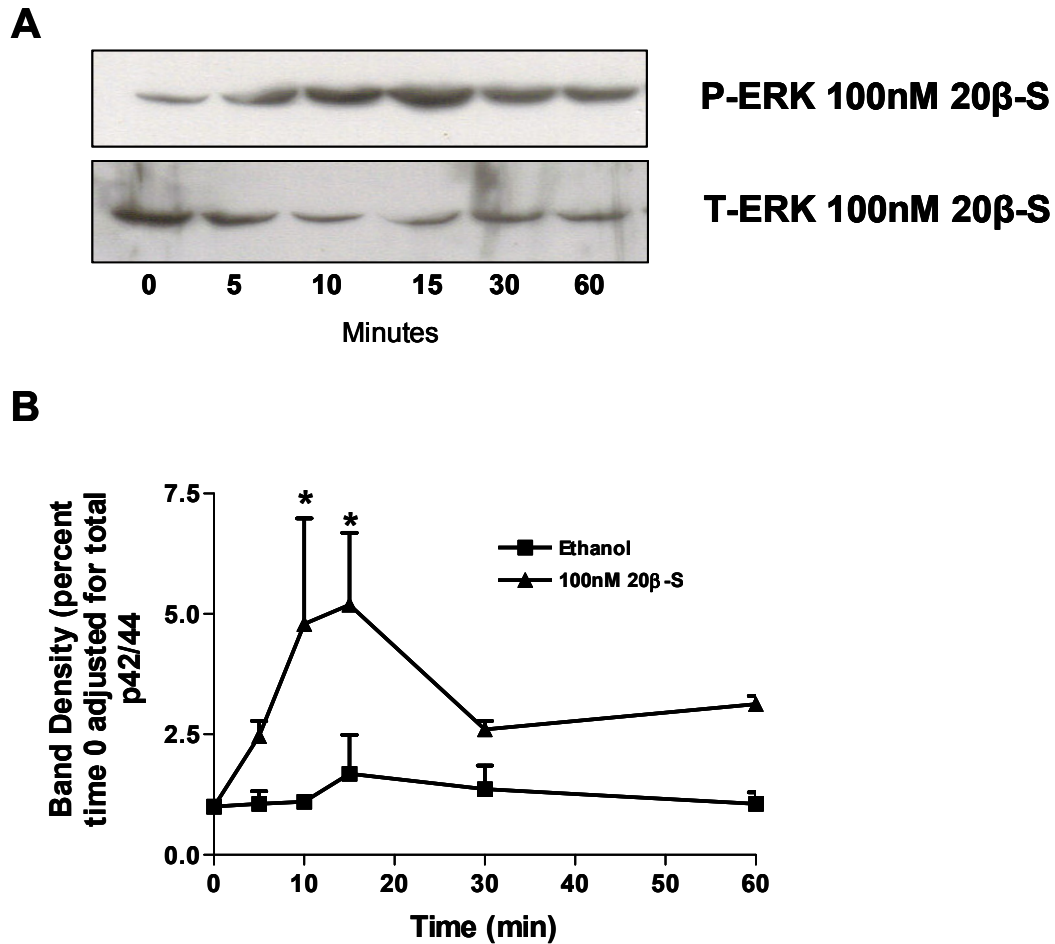 A
P-ERK 100nM 20β-S
T-ERK 100nM 20β-S
0 5 10 15 30 60
Minutes
B
Band Density (percent
time 0 adjusted for total
p42/44
7.5
5.0
2.5
0.0
* *
Ethanol
100nM 20β-S
0 10 20 30 40 50 60
Time (min)